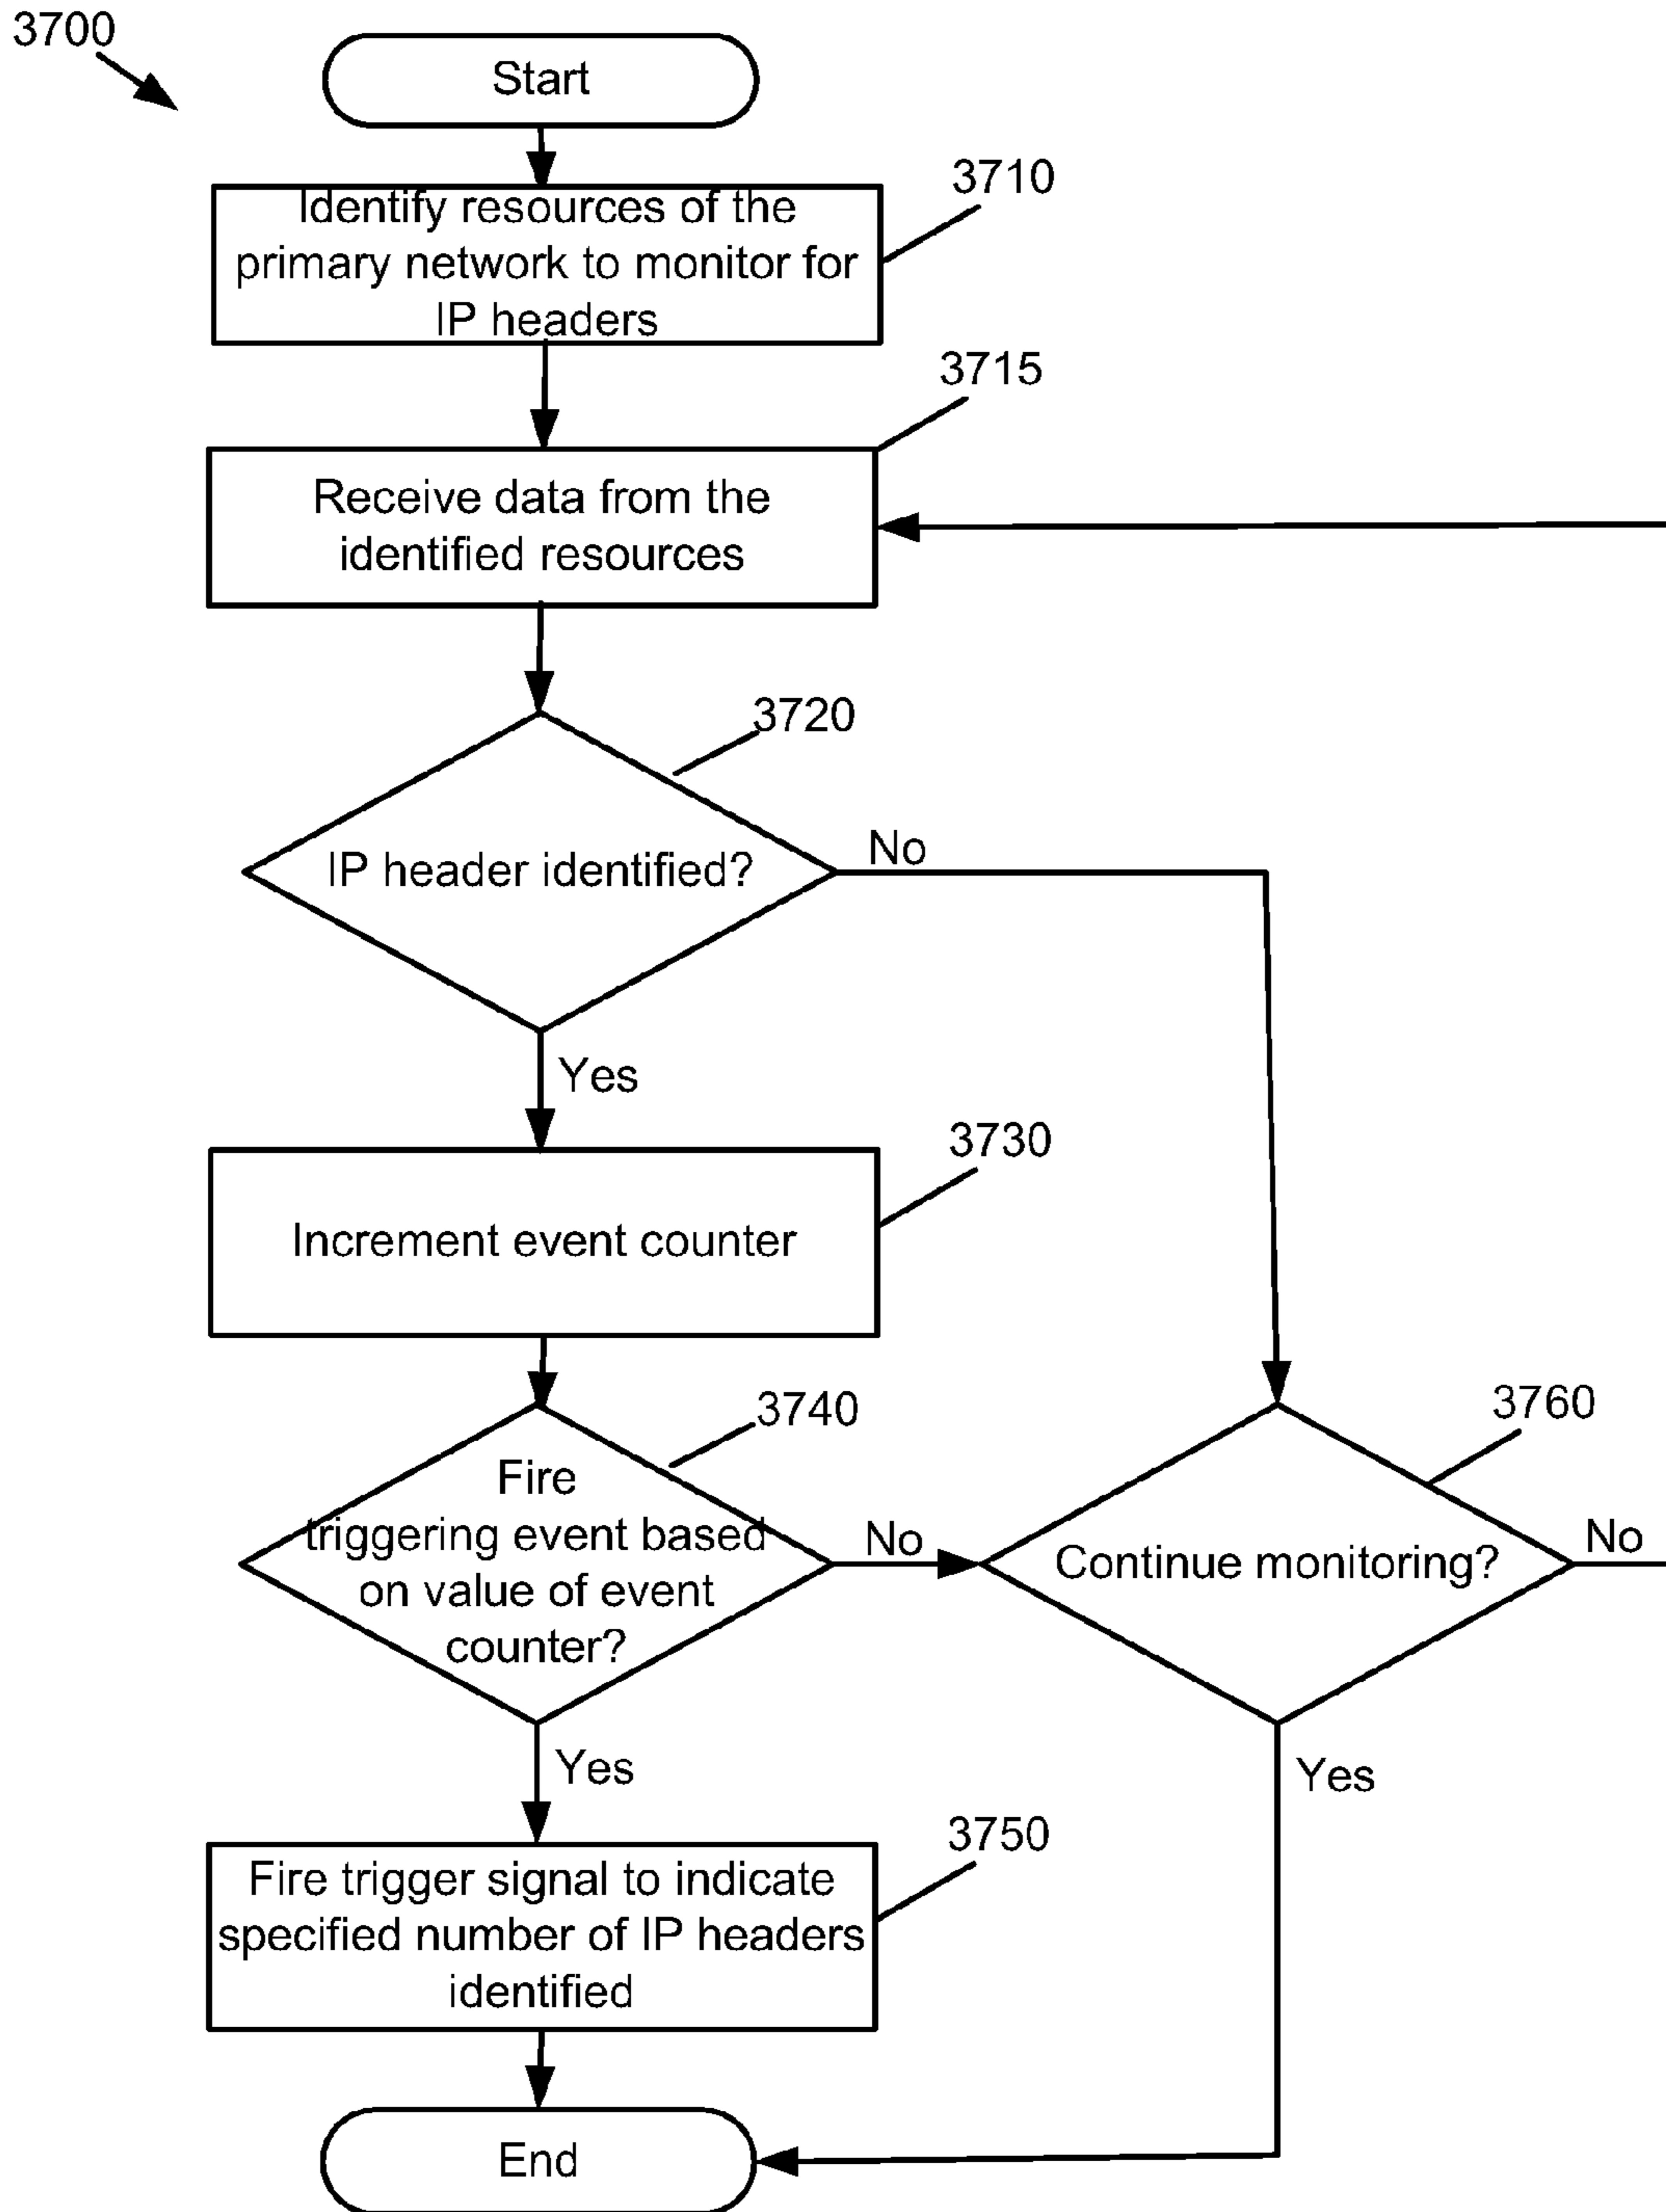 3700
Start
3710
Identify resources of the
primary network to monitor for
IP headers
3715
Receive data from the
identified resources
3720
IP header identified?
No
Yes
3730
Increment event counter
3740
Fire
triggering event based
on value of event
counter?
No
3760
Continue monitoring?
No
Yes
Yes
3750
Fire trigger signal to indicate
specified number of IP headers
identified
End